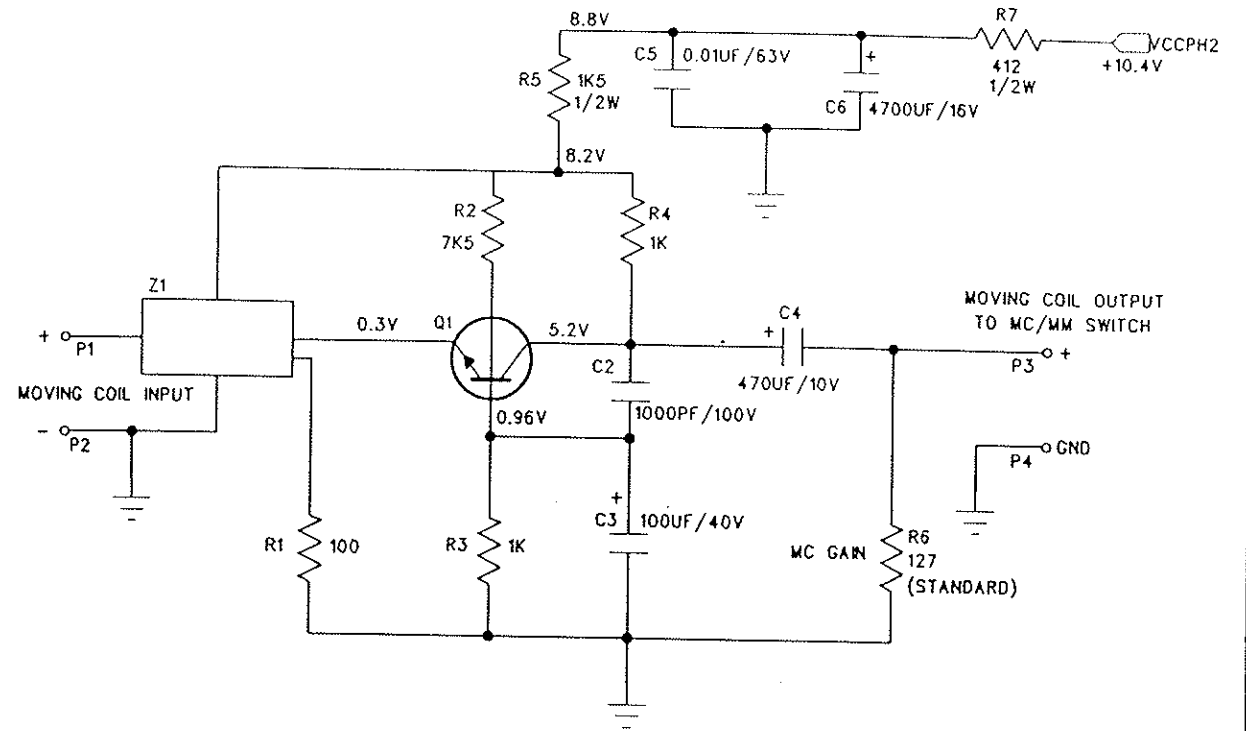 8.8V
R7
C5 0.01UF/63V
+
VCCPH2
R5 1K5
1/2W
412
1/2W
+10.4V
C6 4700UF/16V
8.2V
R2
7K5
R4
1K
Z1
MOVING COIL OUTPUT
TO MC/MM SWITCH
+ P1
0.3V
Q1
5.2V
+ C4
P3 +
C2
470UF/10V
MOVING COIL INPUT
1000PF/100V
0.96V
- P2
P4 GND
+
C3 100UF/40V
R1 100
R3 1K
MC GAIN
R6
127
(STANDARD)